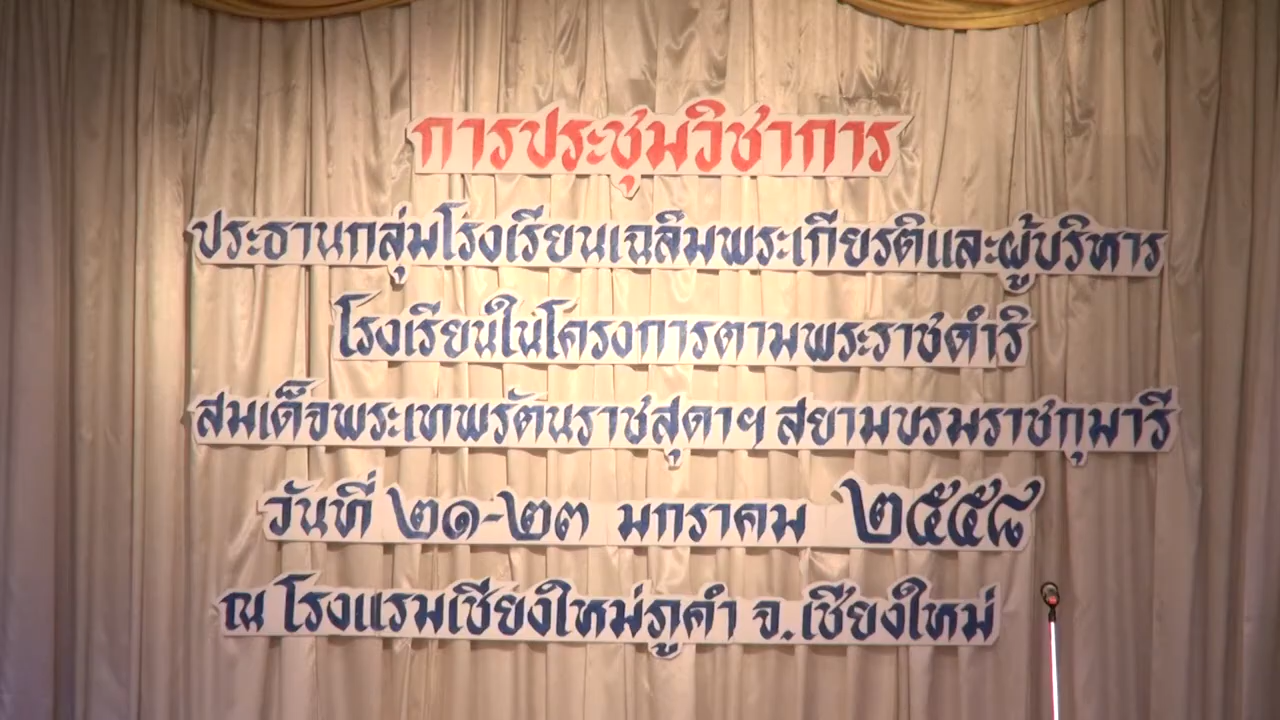 การประชุมวิชาการ
ประธานกลุ่มโรงเรียนเฉลิมพระเกียรติและผู้บริหาร
โรงเรียนในโครงการตามพระราชดำริ
สมเด็จพระเทพรัตนราชสุดาฯ สยามบรมราชกุมารี
วันที่ ๒๑-๒๓ มกราคม ๒๕๕๘
ณ โรงแรมเชียงใหม่ภูคำ จ.เชียงใหม่